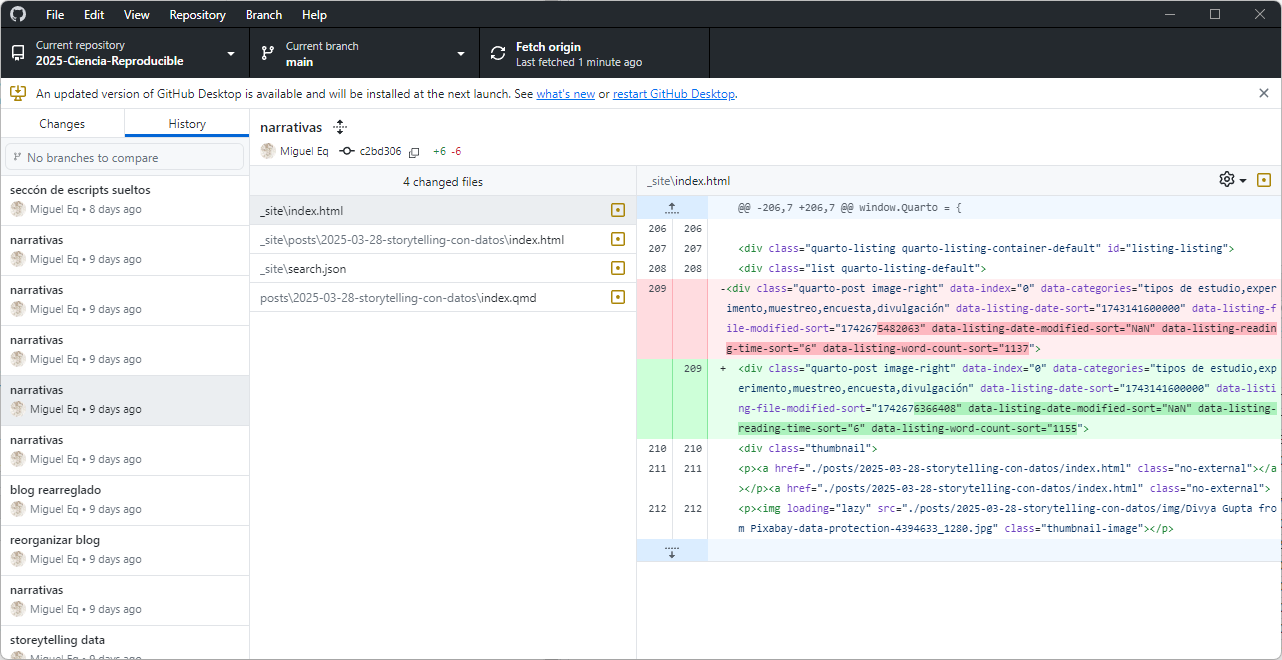 File Edit View Repository Branch Help
Current repository
2025-Ciencia-Reproducible
Current branch
main
Fetch origin
Last fetched 1 minute ago
An updated version of GitHub Desktop is available and will be installed at the next launch. See what's new or restart GitHub Desktop.
Changes History
No branches to compare
seccón de escripts sueltos
Miguel Eq • 8 days ago
narrativas
Miguel Eq • 9 days ago
narrativas
Miguel Eq • 9 days ago
narrativas
Miguel Eq • 9 days ago
narrativas
Miguel Eq • 9 days ago
narrativas
Miguel Eq • 9 days ago
blog rearreglado
Miguel Eq • 9 days ago
reorganizar blog
Miguel Eq • 9 days ago
narrativas
Miguel Eq • 9 days ago
storeytelling data
Miguel Eq • 9 days ago
narrativas
Miguel Eq c2bd306 +6 -6
4 changed files
_site\index.html
_site\posts\2025-03-28-storytelling-con-datos\index.html
_site\search.json
posts\2025-03-28-storytelling-con-datos\index.qmd
_site\index.html
@@ -206,7 +206,7 @@ window.Quarto = {
206 206
207 207 <div class="quarto-listing quarto-listing-container-default" id="listing-listing">
208 208 <div class="list quarto-listing-default">
209 -<div class="quarto-post image-right" data-index="0" data-categories="tipos de estudio,exper
imento,muestreo,encuesta,divulgación" data-listing-date-sort="1743141600000" data-listing-f
ile-modified-sort="1742675482063" data-listing-date-modified-sort="NaN" data-listing-readin
g-time-sort="6" data-listing-word-count-sort="1137">
209 + <div class="quarto-post image-right" data-index="0" data-categories="tipos de estudio,exp
erimento,muestreo,encuesta,divulgación" data-listing-date-sort="1743141600000" data-listi
ng-file-modified-sort="1742676366408" data-listing-date-modified-sort="NaN" data-listing-
reading-time-sort="6" data-listing-word-count-sort="1155">
210 210 <div class="thumbnail">
211 211 <p><a href="./posts/2025-03-28-storytelling-con-datos/index.html" class="no-external"></a
></p><a href="./posts/2025-03-28-storytelling-con-datos/index.html" class="no-external">
212 212 <p><img loading="lazy" src="./posts/2025-03-28-storytelling-con-datos/img/Divya Gupta fro
m Pixabay-data-protection-4394633_1280.jpg" class="thumbnail-image"></p>